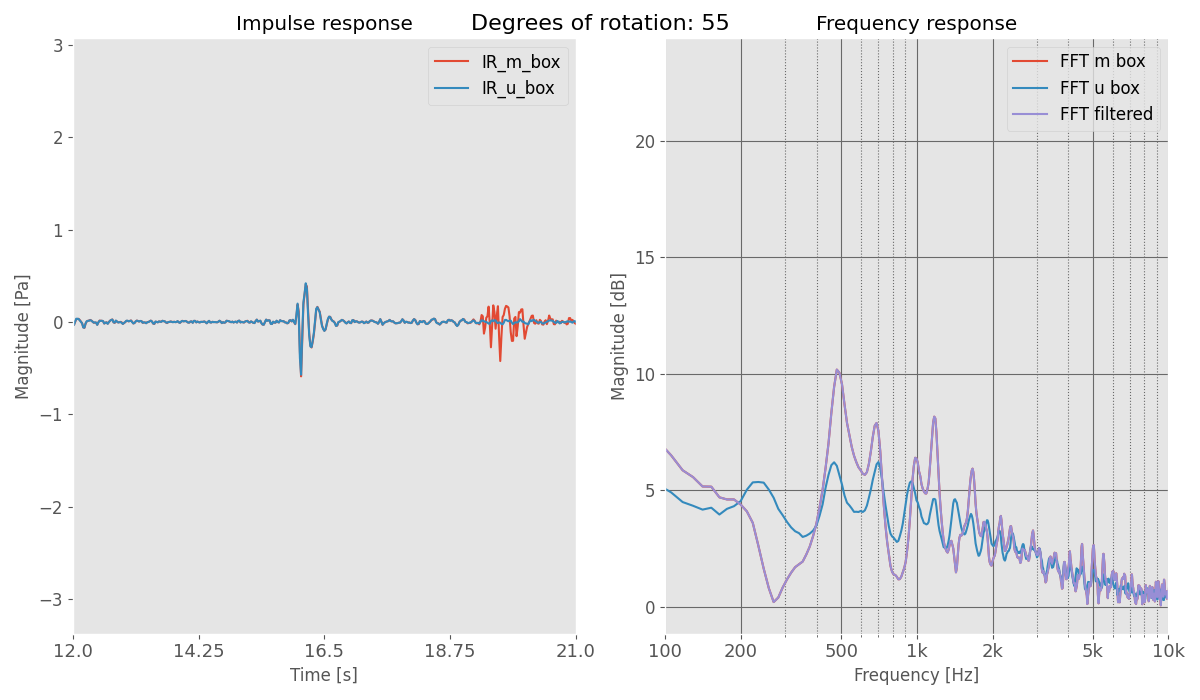 Degrees of rotation: 55
Impulse response
IR_m_box
IR_u_box
Magnitude [Pa]
3
2
1
0
−1
−2
−3
12.0 14.25 16.5 18.75 21.0
Time [s]
Frequency response
FFT m box
FFT u box
FFT filtered
Magnitude [dB]
20
15
10
5
0
100 200 500 1k 2k 5k 10k
Frequency [Hz]